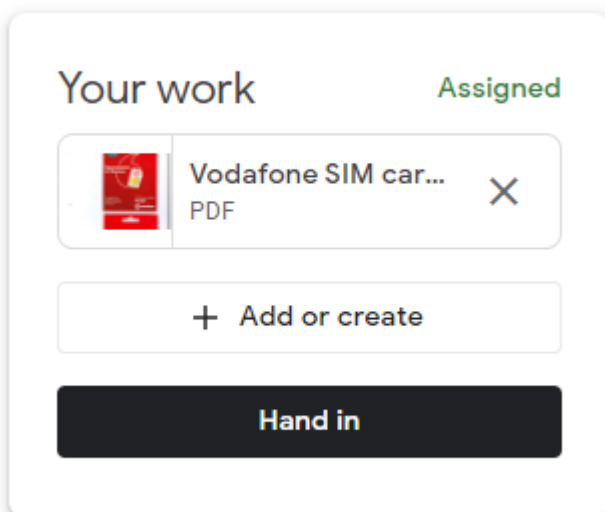 Your work
Assigned
Vodafone SIM car...
PDF
+ Add or create
Hand in